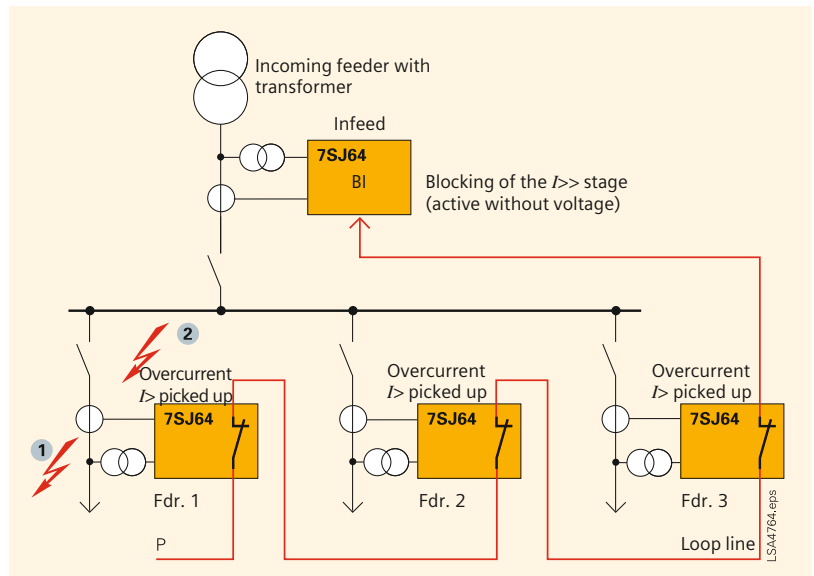 Incoming feeder with
transformer
Infeed
7SJ64
BI
Blocking of the I>> stage
(active without voltage)
2
Overcurrent
I> picked up
Overcurrent
I> picked up
Overcurrent
I> picked up
7SJ64
7SJ64
7SJ64
1
Fdr. 1
Fdr. 2
Fdr. 3
P
Loop line
LSA4764.eps